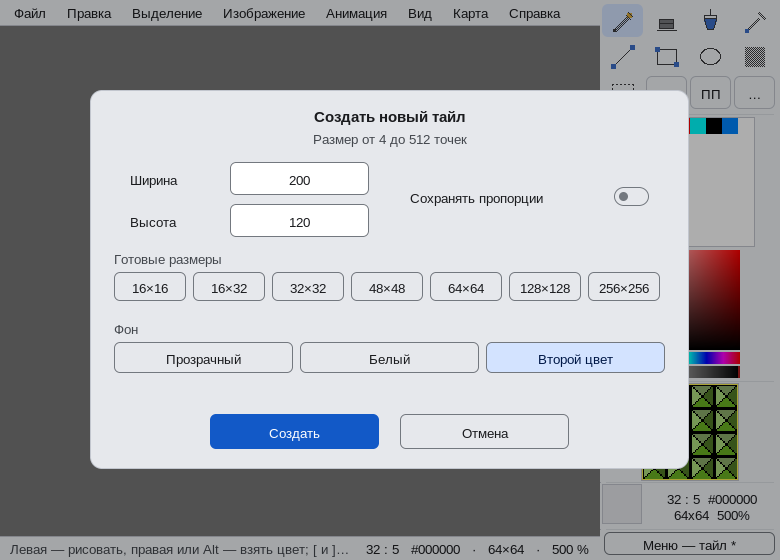 Файл Правка Выделение Изображение Анимация Вид Карта Справка
ПП ...
Создать новый тайл
Размер от 4 до 512 точек
Ширина 200
Сохранять пропорции
Высота 120
Готовые размеры
16×16 16×32 32×32 48×48 64×64 128×128 256×256
Фон
Прозрачный Белый Второй цвет
Создать Отмена
32 : 5 #000000
64x64 500%
Левая — рисовать, правая или Alt — взять цвет; [ и ]… 32 : 5 #000000 · 64×64 · 500 %
Меню — тайл *